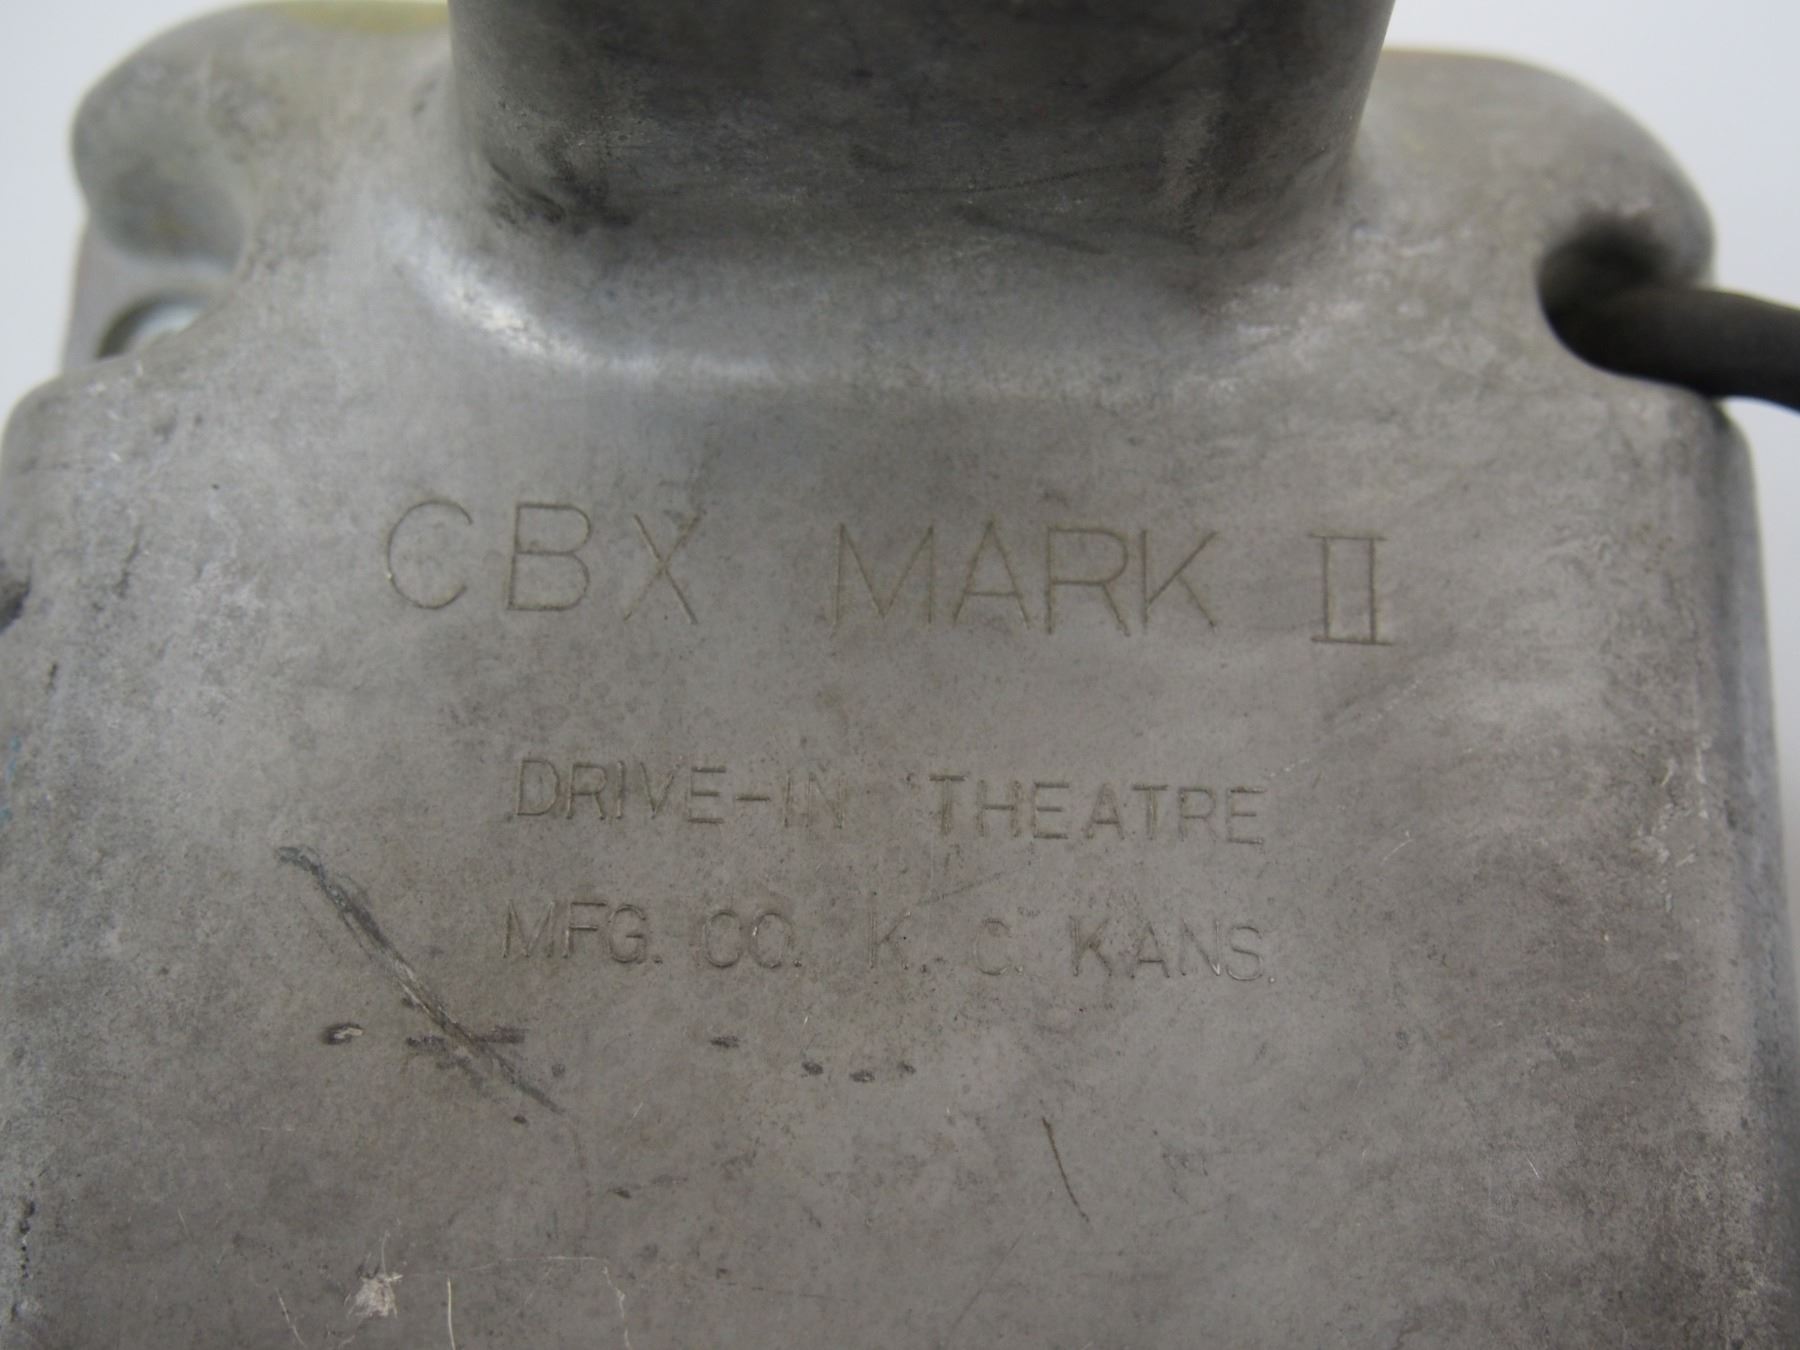 CBX MARK II
DRIVE-IN THEATRE
MFG. CO. K. C. KANS.